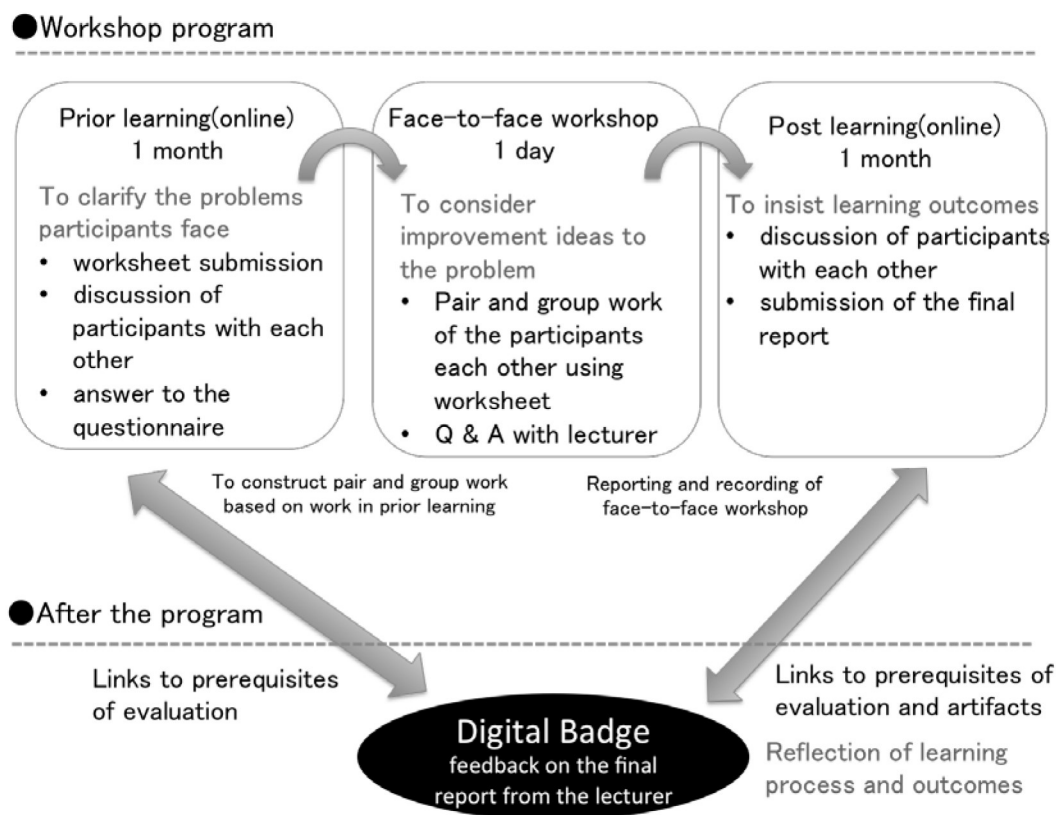 ●Workshop program
Prior learning(online)
1 month
To clarify the problems
participants face
• worksheet submission
• discussion of
participants with each
other
• answer to the
questionnaire
Face-to-face workshop
1 day
To consider
improvement ideas to
the problem
• Pair and group work
of the participants
each other using
worksheet
• Q & A with lecturer
Post learning(online)
1 month
To insist learning outcomes
• discussion of participants
with each other
• submission of the final
report
To construct pair and group work
based on work in prior learning
Reporting and recording of
face-to-face workshop
●After the program
Links to prerequisites
of evaluation
Digital Badge
feedback on the final
report from the lecturer
Links to prerequisites of
evaluation and artifacts
Reflection of learning
process and outcomes